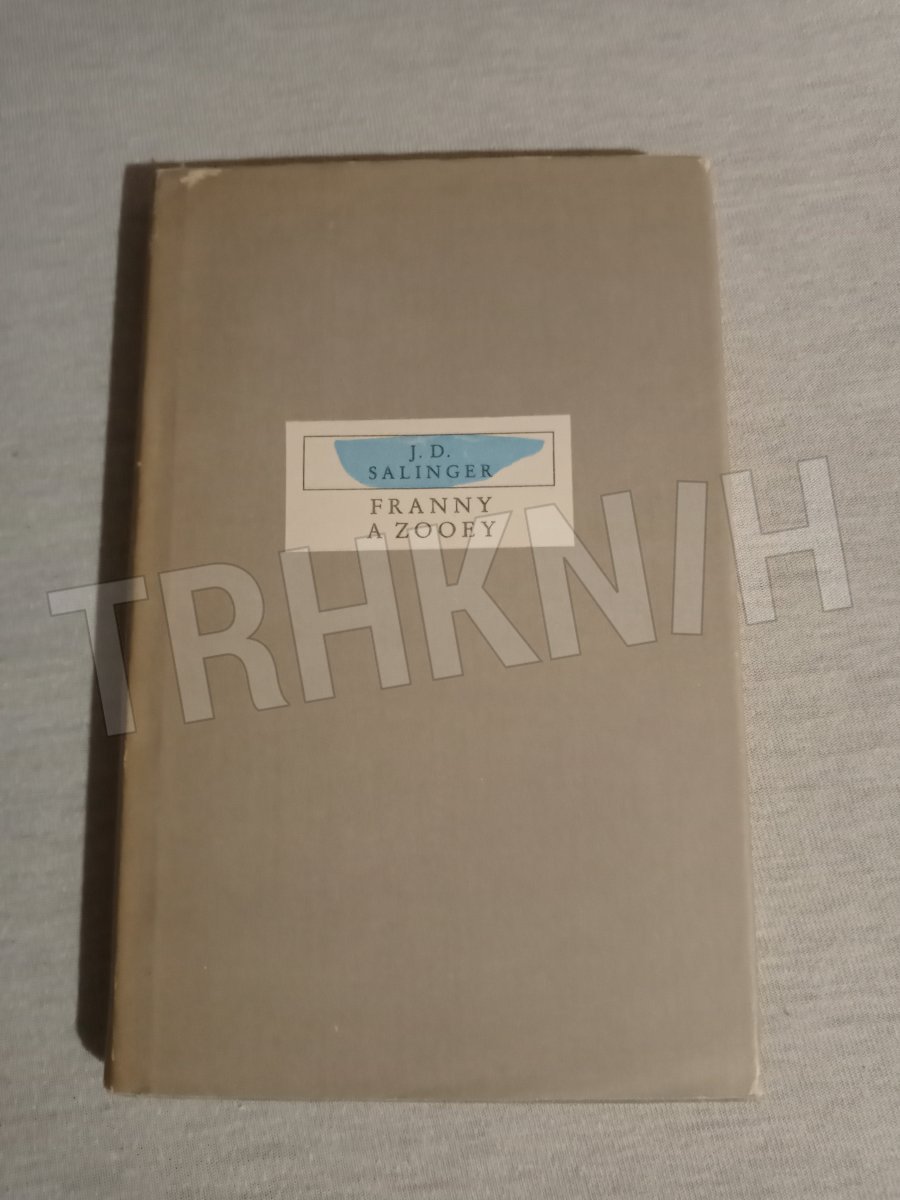 J. D.
SALINGER
FRANNY
A ZOOEY
TRHKNIH